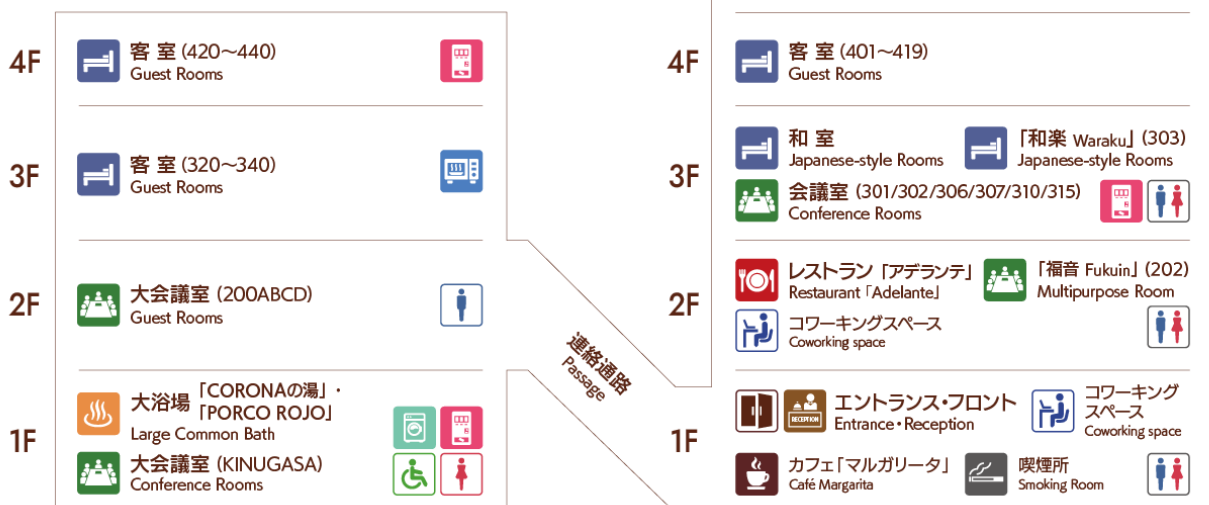 4F
客 室 (420～440)
Guest Rooms
3F
客 室 (320～340)
Guest Rooms
2F
大会議室 (200ABCD)
Guest Rooms
1F
大浴場 「CORONAの湯」・
「PORCO ROJO」
Large Common Bath
大会議室 (KINUGASA)
Conference Rooms
連絡通路
Passage
4F
客 室 (401～419)
Guest Rooms
3F
和 室
Japanese-style Rooms
「和楽 Waraku」 (303)
Japanese-style Rooms
会議室 (301/302/306/307/310/315)
Conference Rooms
2F
レストラン 「アデランテ」
Restaurant「Adelante」
「福音 Fukuin」 (202)
Multipurpose Room
コワーキングスペース
Coworking space
1F
RECEPTION
エントランス・フロント
Entrance・Reception
コワーキング
スペース
Coworking space
カフェ「マルガリータ」
Café Margarita
喫煙所
Smoking Room